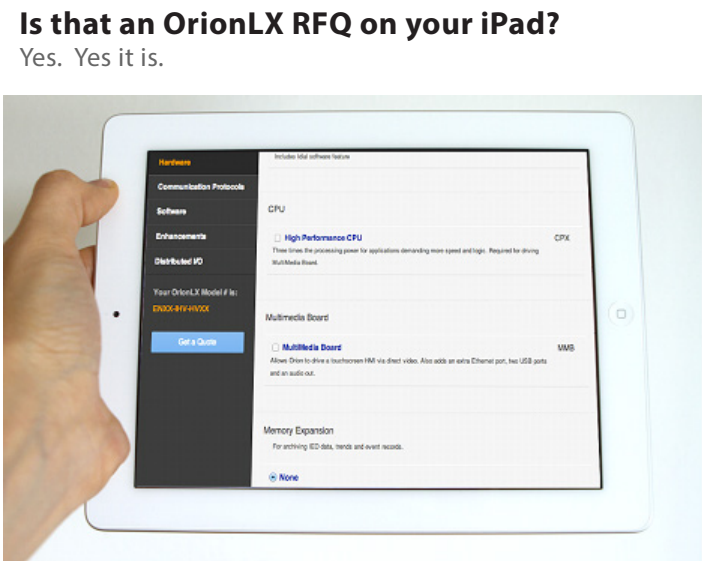 Is that an OrionLX RFQ on your iPad?
Yes. Yes it is.
Hardware
Communication Protocols
Software
Enhancements
Distributed I/O
Your OrionLX Model # is:
Get a Quote
Includes Idial software feature
CPU
High Performance CPU
CPX
Three times the processing power for applications demanding more speed and logic. Required for driving
MultiMedia Board.
Multimedia Board
MultiMedia Board
MMB
Allows Orion to drive a touchscreen HMI via direct video. Also adds an extra Ethernet port, two USB ports
and an audio out.
Memory Expansion
For archiving IED data, trends and event records.
None